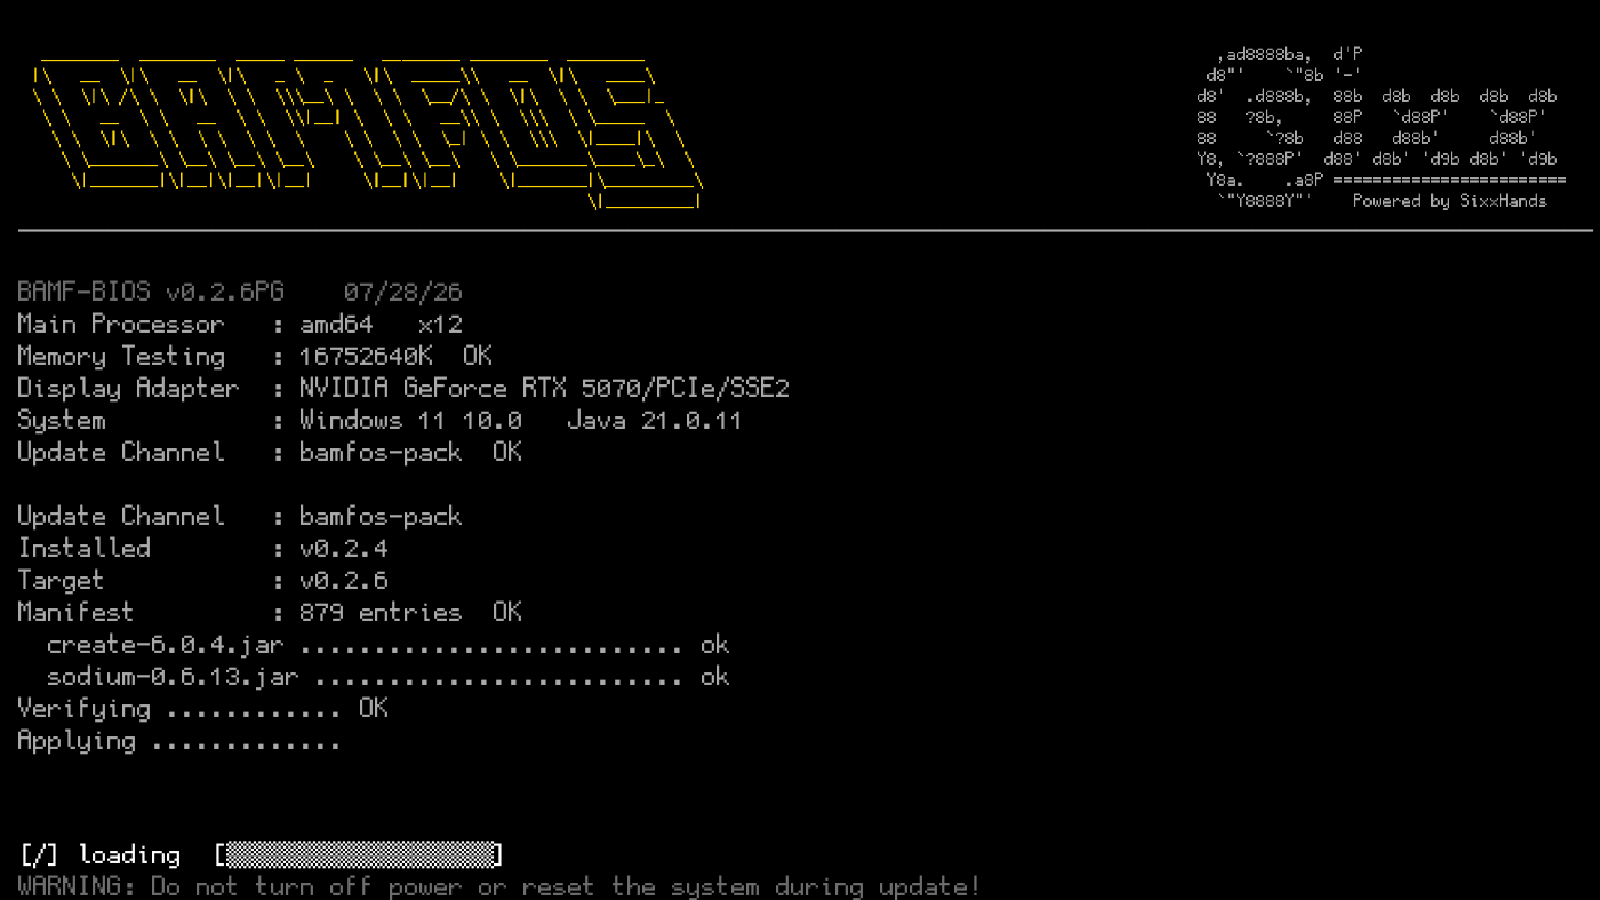 BAMFOS
Gixx
Powered by SixxHands
BAMF-BIOS v0.2.6PG    07/28/26
Main Processor   : amd64   x12
Memory Testing   : 16752640K  OK
Display Adapter  : NVIDIA GeForce RTX 5070/PCIe/SSE2
System           : Windows 11 10.0   Java 21.0.11
Update Channel   : bamfos-pack  OK
Update Channel   : bamfos-pack
Installed        : v0.2.4
Target           : v0.2.6
Manifest         : 879 entries  OK
create-6.0.4.jar .......................... ok
sodium-0.6.13.jar ......................... ok
Verifying ............ OK
Applying .............
[/] loading  [▒▒▒▒▒▒▒▒▒▒▒▒▒▒▒▒▒▒]
WARNING: Do not turn off power or reset the system during update!